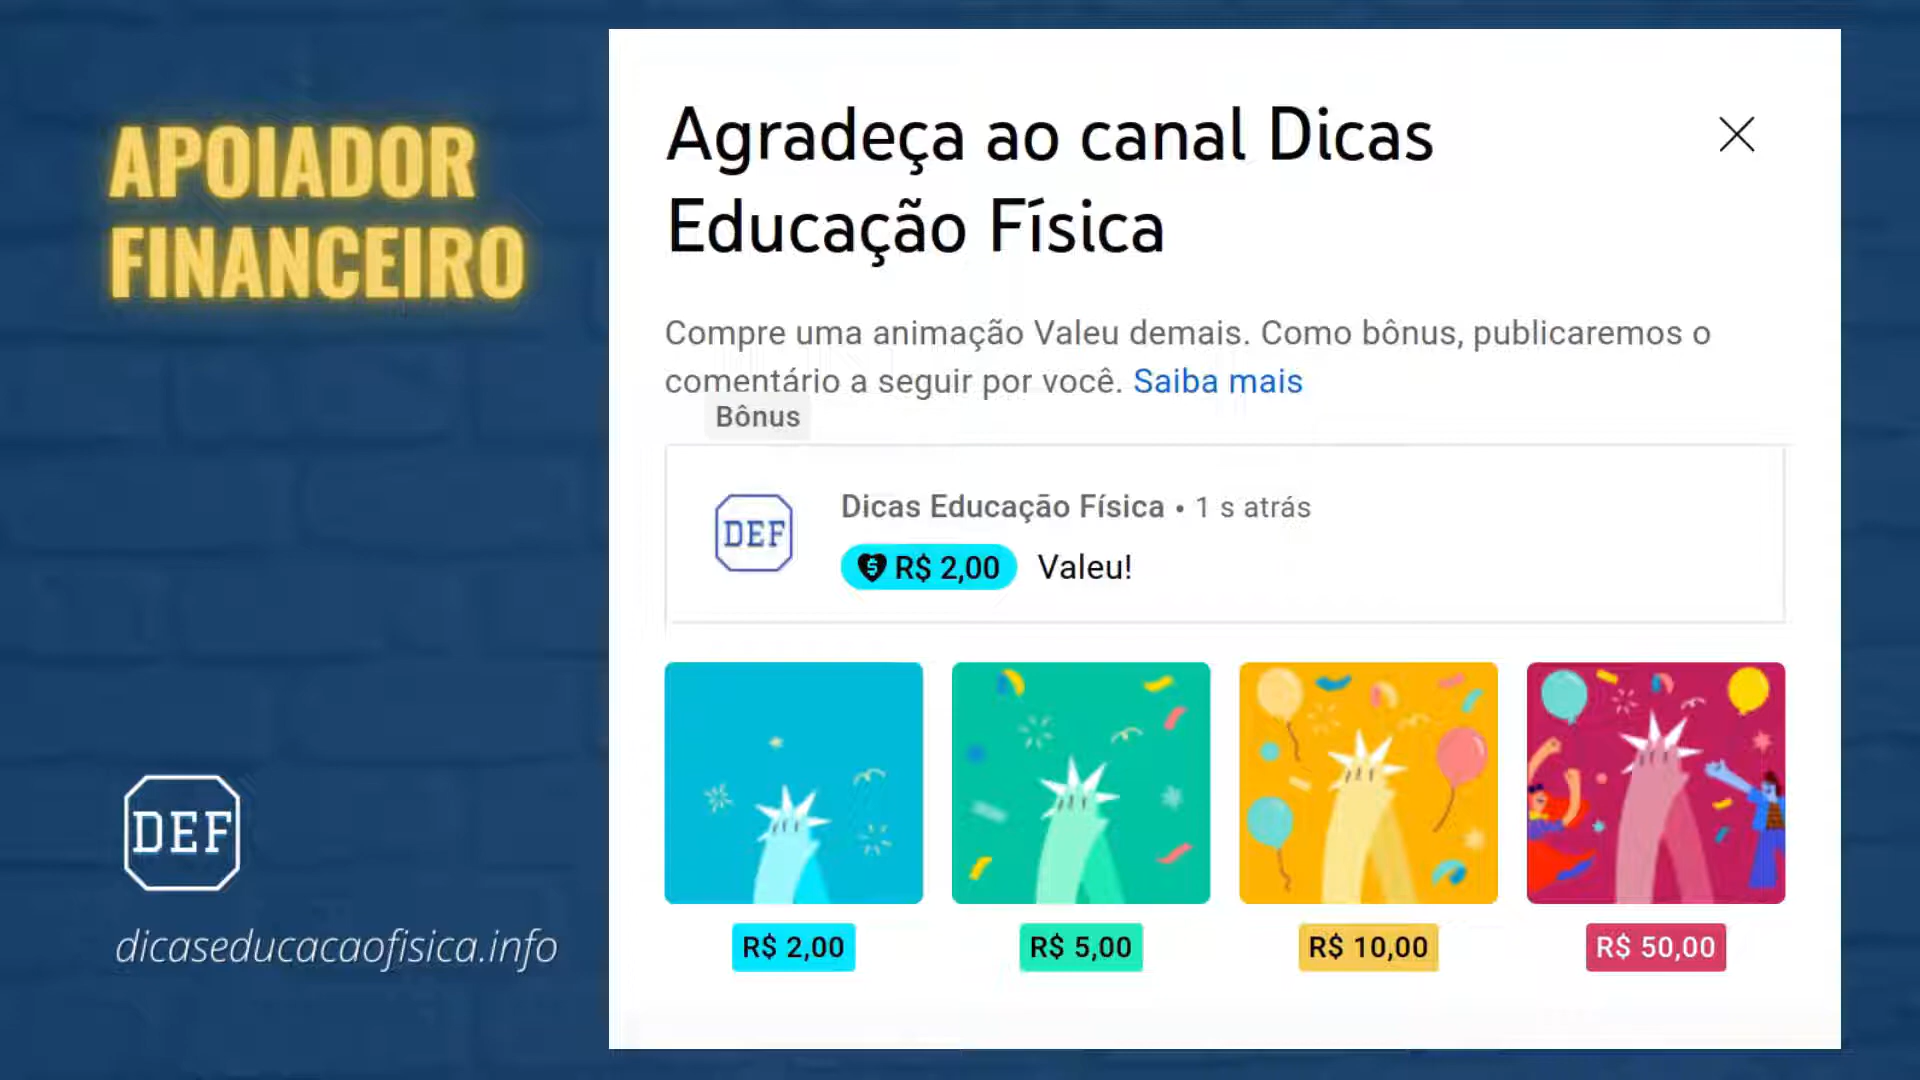 APOIADOR
FINANCEIRO
DEF
dicaseducacaofisica.info
Agradeça ao canal Dicas
Educação Física
Compre uma animação Valeu demais. Como bônus, publicaremos o
comentário a seguir por você. Saiba mais
Bônus
DEF
Dicas Educação Física • 1 s atrás
R$ 2,00 Valeu!
R$ 2,00
R$ 5,00
R$ 10,00
R$ 50,00